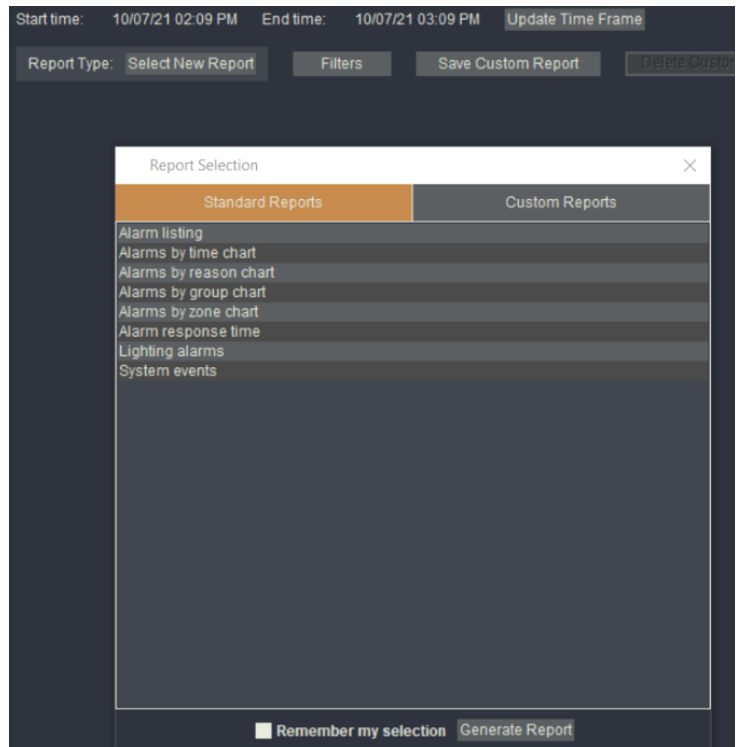 Start time: 10/07/21 02:09 PM End time: 10/07/21 03:09 PM Update Time Frame
Report Type: Select New Report Filters Save Custom Report Delete Custom
Report Selection
Standard Reports Custom Reports
Alarm listing
Alarms by time chart
Alarms by reason chart
Alarms by group chart
Alarms by zone chart
Alarm response time
Lighting alarms
System events
Remember my selection Generate Report